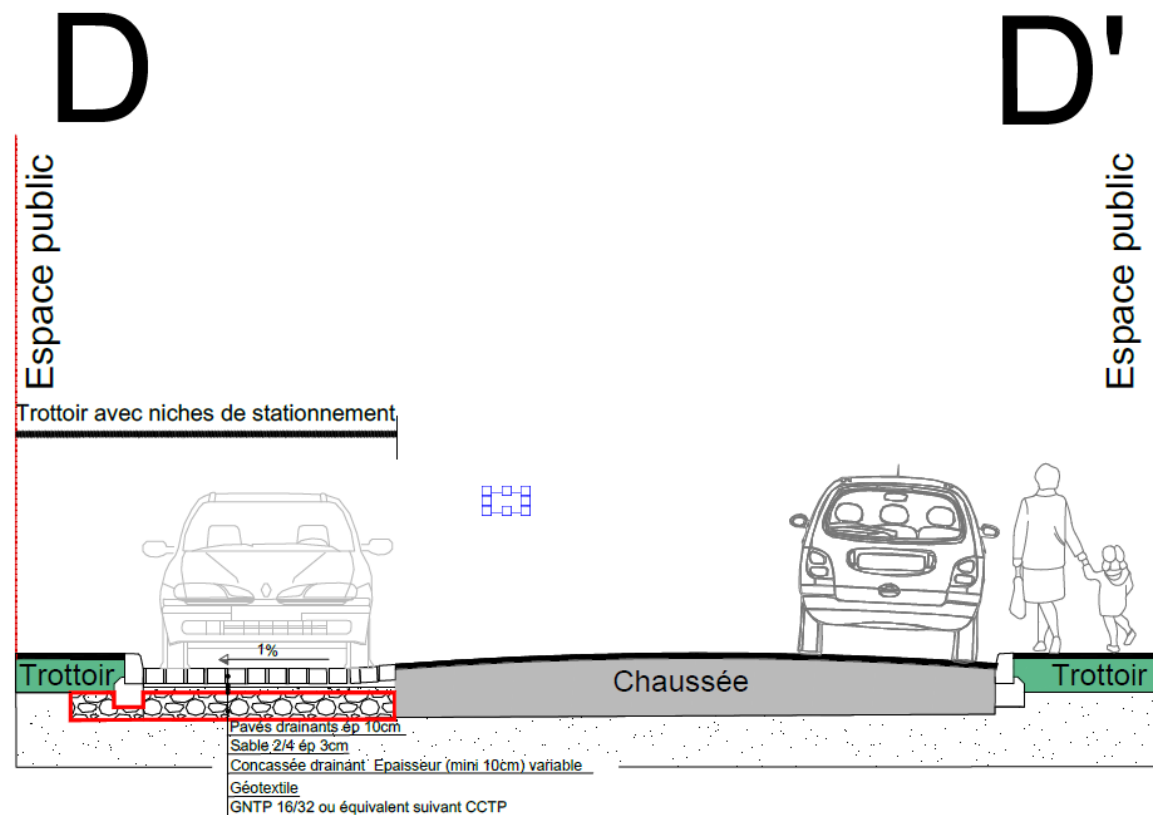 D
D'
Espace public
Espace public
Trottoir avec niches de stationnement
1%
Trottoir
Chaussée
Trottoir
Pavés drainants ép 10cm
Sable 2/4 ép 3cm
Concassée drainant Epaisseur (mini 10cm) variable
Géotextile
GNTP 16/32 ou équivalent suivant CCTP